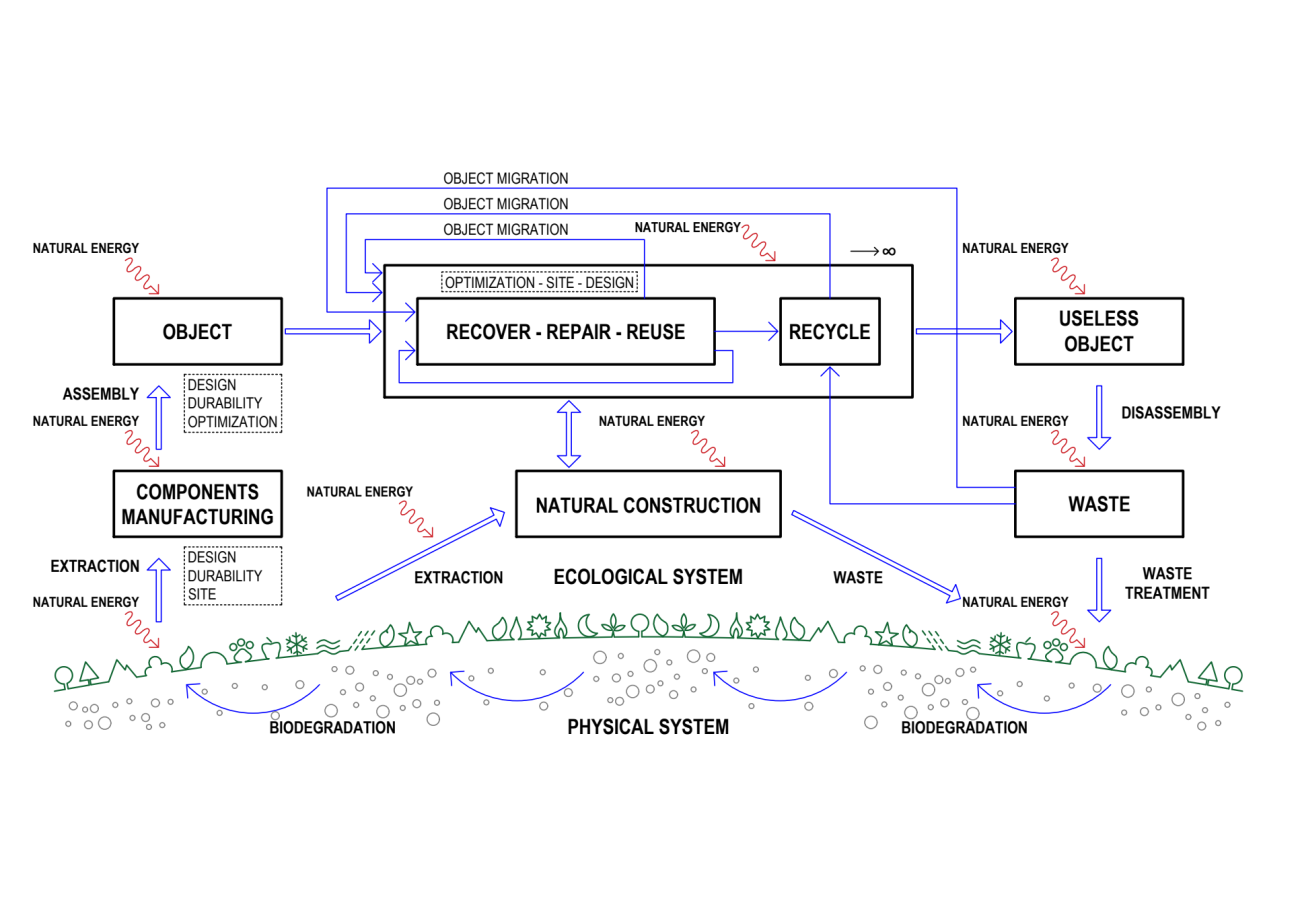 OBJECT MIGRATION
OBJECT MIGRATION
OBJECT MIGRATION
NATURAL ENERGY
NATURAL ENERGY
→∞
NATURAL ENERGY
OPTIMIZATION - SITE - DESIGN
OBJECT
RECOVER - REPAIR - REUSE
RECYCLE
USELESS
OBJECT
ASSEMBLY
DESIGN
DURABILITY
OPTIMIZATION
NATURAL ENERGY
NATURAL ENERGY
DISASSEMBLY
NATURAL ENERGY
COMPONENTS
MANUFACTURING
NATURAL ENERGY
NATURAL CONSTRUCTION
WASTE
EXTRACTION
DESIGN
DURABILITY
SITE
NATURAL ENERGY
EXTRACTION
ECOLOGICAL SYSTEM
WASTE
WASTE
TREATMENT
NATURAL ENERGY
BIODEGRADATION
PHYSICAL SYSTEM
BIODEGRADATION